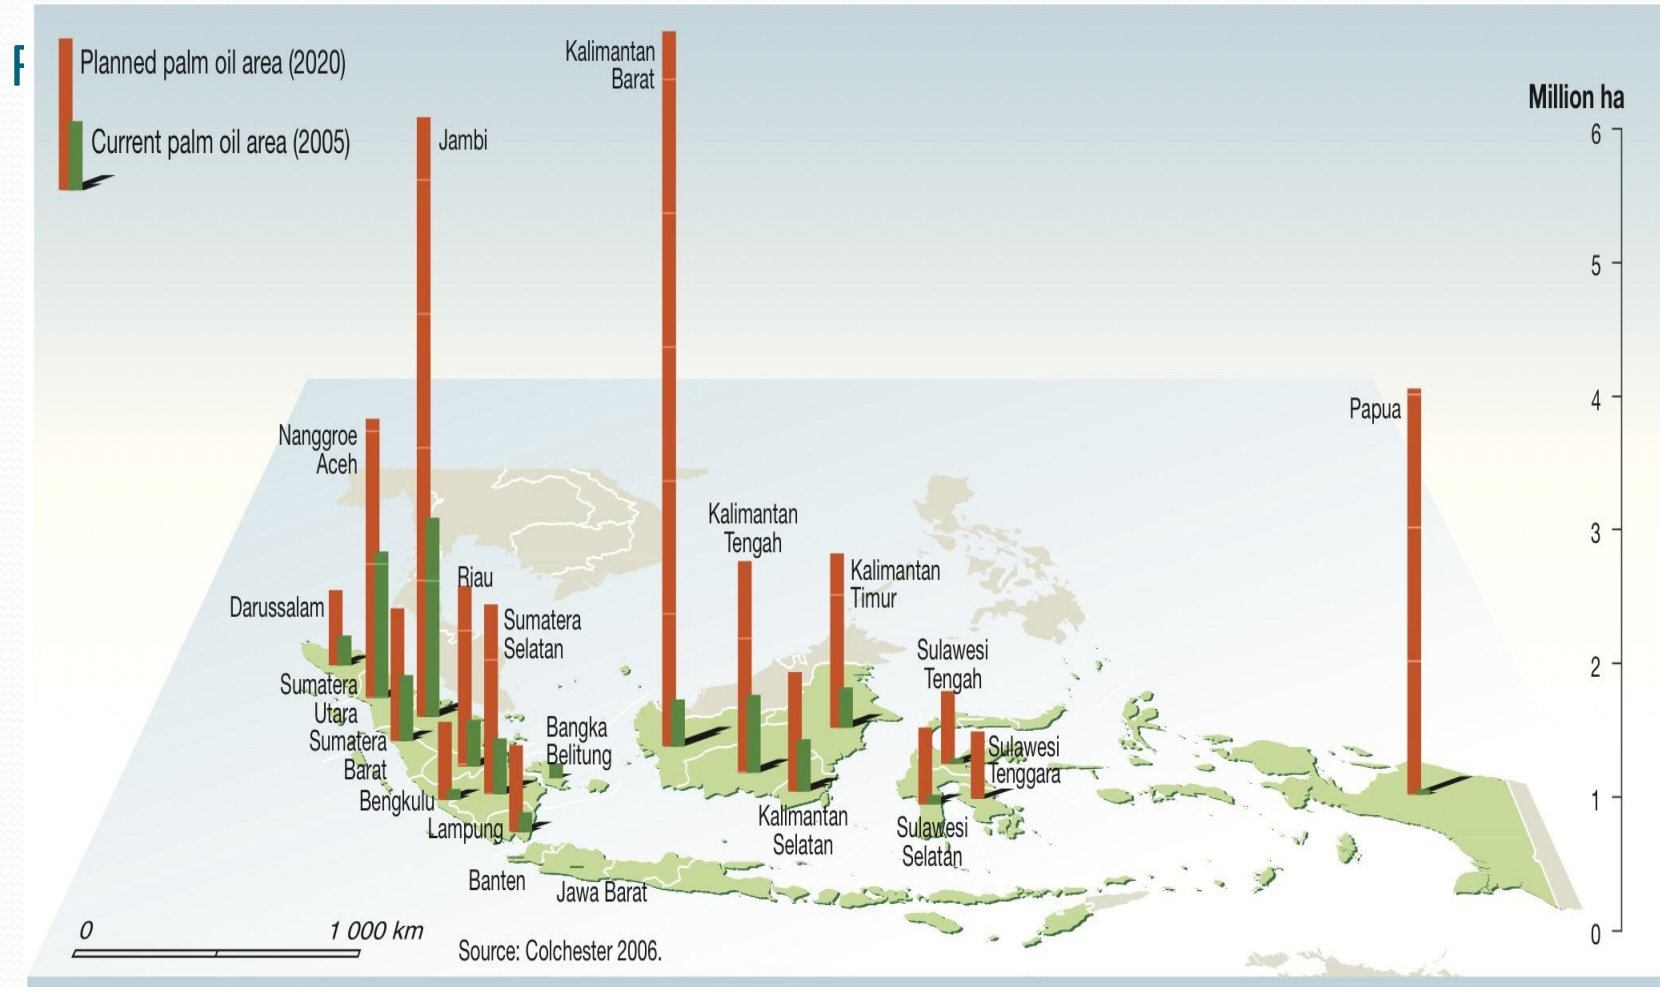 Planned palm oil area (2020)
Current palm oil area (2005)
Kalimantan
Barat
Jambi
Million ha
6
5
4
3
2
1
0
Papua
Nanggroe
Aceh
Kalimantan
Tengah
Kalimantan
Timur
Riau
Darussalam
Sumatera
Selatan
Sulawesi
Tengah
Sumatera
Utara
Bangka
Belitung
Sumatera
Barat
Sulawesi
Tenggara
Bengkulu
Lampung
Kalimantan
Selatan
Sulawesi
Selatan
Banten
Jawa Barat
0 1 000 km
Source: Colchester 2006.